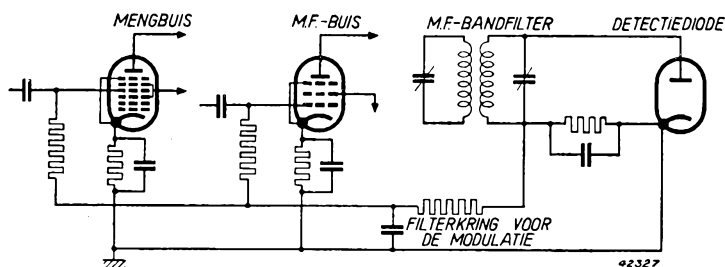 MENGBUIS
M.F.-BUIS
M.F.-BANDFILTER
DETECTIEDIODE
FILTERKRING VOOR
DE MODULATIE
42327